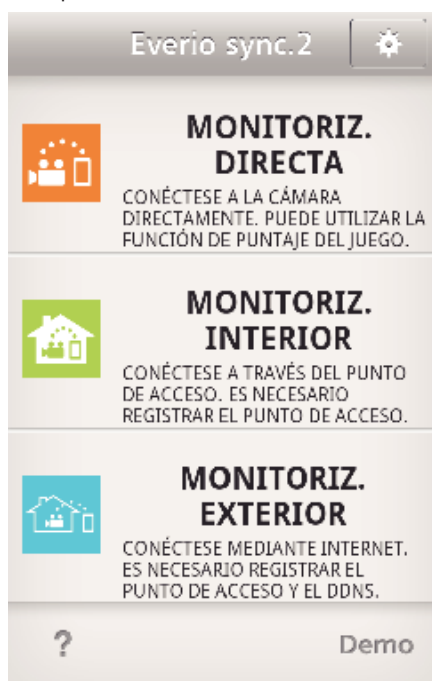 Everio sync.2
MONITORIZ.
DIRECTA
CONÉCTESE A LA CÁMARA
DIRECTAMENTE. PUEDE UTILIZAR LA
FUNCIÓN DE PUNTAJE DEL JUEGO.
MONITORIZ.
INTERIOR
CONÉCTESE A TRAVÉS DEL PUNTO
DE ACCESO. ES NECESARIO
REGISTRAR EL PUNTO DE ACCESO.
MONITORIZ.
EXTERIOR
CONÉCTESE MEDIANTE INTERNET.
ES NECESARIO REGISTRAR EL
PUNTO DE ACCESO Y EL DDNS.
? Demo